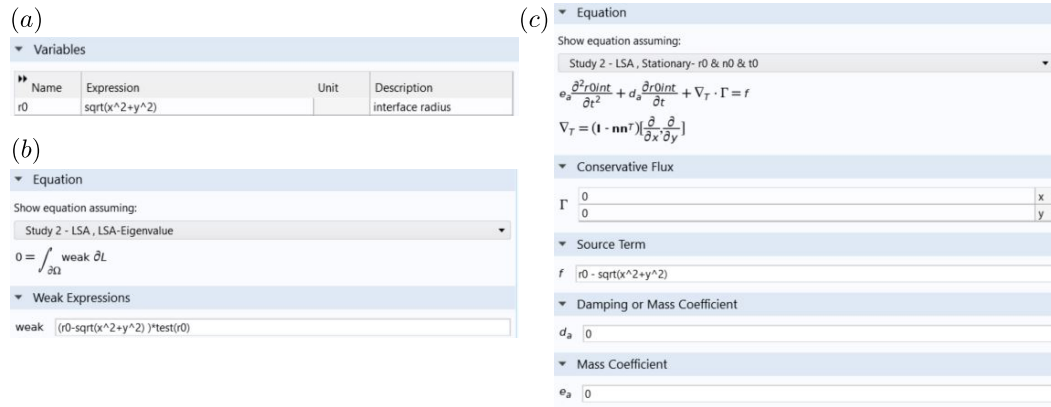 (a)
Variables
Name Expression Unit Description
r0 sqrt(x^2+y^2) interface radius
(b)
Equation
Show equation assuming:
Study 2 - LSA , LSA-Eigenvalue
0 = ∫_∂Ω weak ∂L
Weak Expressions
weak (r0-sqrt(x^2+y^2) )*test(r0)
(c)
Equation
Show equation assuming:
Study 2 - LSA , Stationary- r0 & n0 & t0
e_a ∂²r0int/∂t² + d_a ∂r0int/∂t + ∇_T · Γ = f
∇_T = (I - nn^T)[∂/∂x, ∂/∂y]
Conservative Flux
Γ 0 x
0 y
Source Term
f r0 - sqrt(x^2+y^2)
Damping or Mass Coefficient
d_a 0
Mass Coefficient
e_a 0